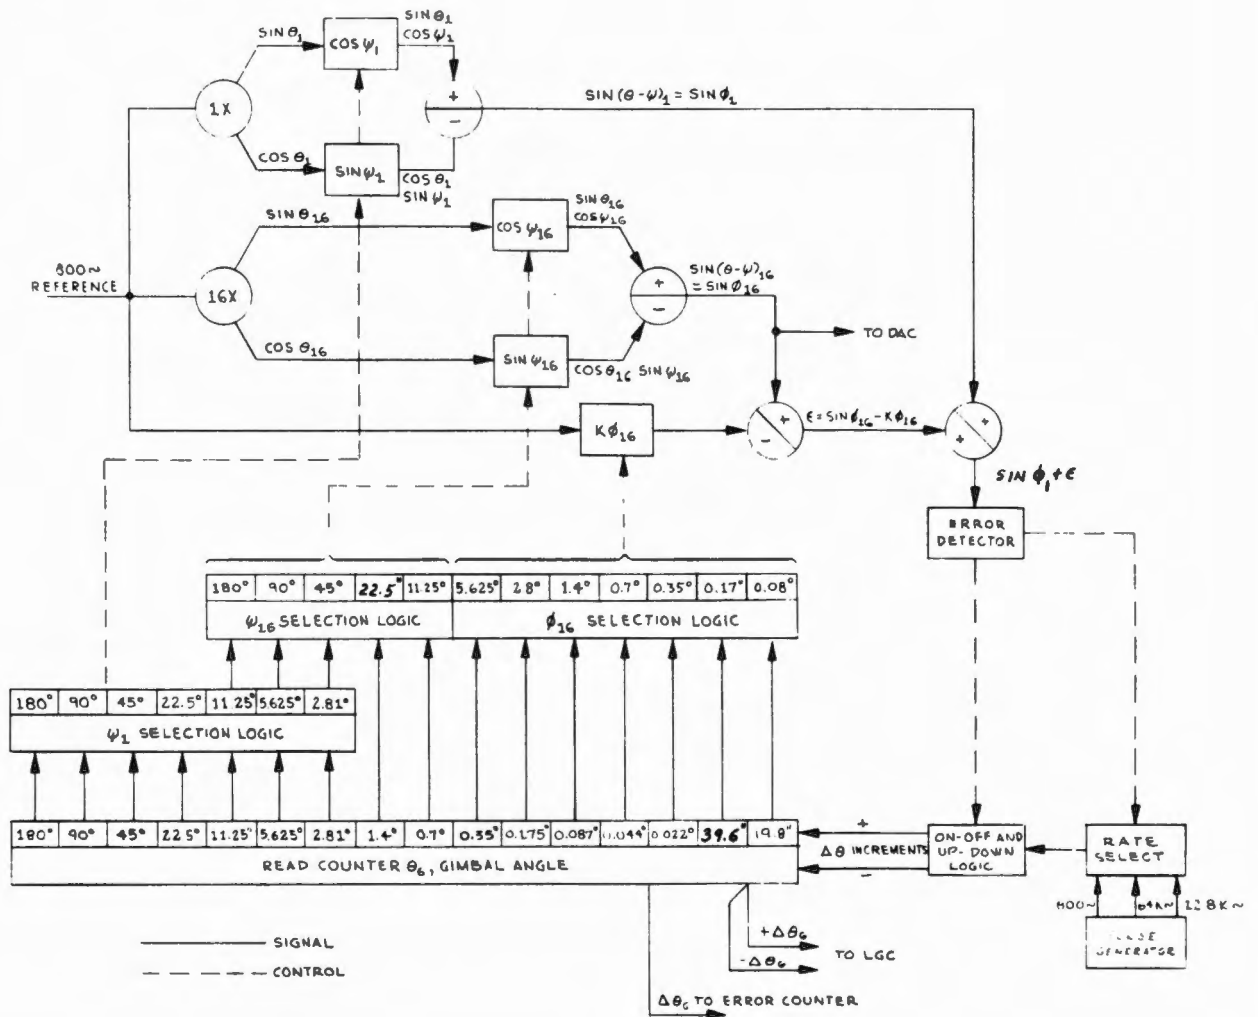 SIN θ1
COS ψ1
SIN θ1
COS ψ1
1X
+
−
SIN(θ-ψ)1 = SIN ϕ1
COS θ1
SIN ψ1
COS θ1
SIN ψ1
SIN θ16
COS ψ16
SIN θ16
COS ψ16
800~
REFERENCE
16X
+
−
SIN(θ-ψ)16
= SIN ϕ16
TO DAC
COS θ16
SIN ψ16
COS θ16 SIN ψ16
K ϕ16
+
−
ϵ = SIN ϕ16 - K ϕ16
+
+
SIN ϕ1 + ϵ
ERROR
DETECTOR
180° 90° 45° 22.5° 11.25° 5.625° 2.8° 1.4° 0.7° 0.35° 0.17° 0.08°
ψ16 SELECTION LOGIC ϕ16 SELECTION LOGIC
180° 90° 45° 22.5° 11.25° 5.625° 2.81°
ψ1 SELECTION LOGIC
180° 90° 45° 22.5° 11.25° 5.625° 2.81° 1.4° 0.7° 0.35° 0.175° 0.087° 0.044° 0.022° 39.6" 19.8"
READ COUNTER θG, GIMBAL ANGLE
+
Δθ INCREMENTS
−
ON-OFF AND
UP-DOWN
LOGIC
RATE
SELECT
800~
GENERATOR
SIGNAL
CONTROL
+ΔθG
-ΔθG
TO LGC
ΔθG TO ERROR COUNTER